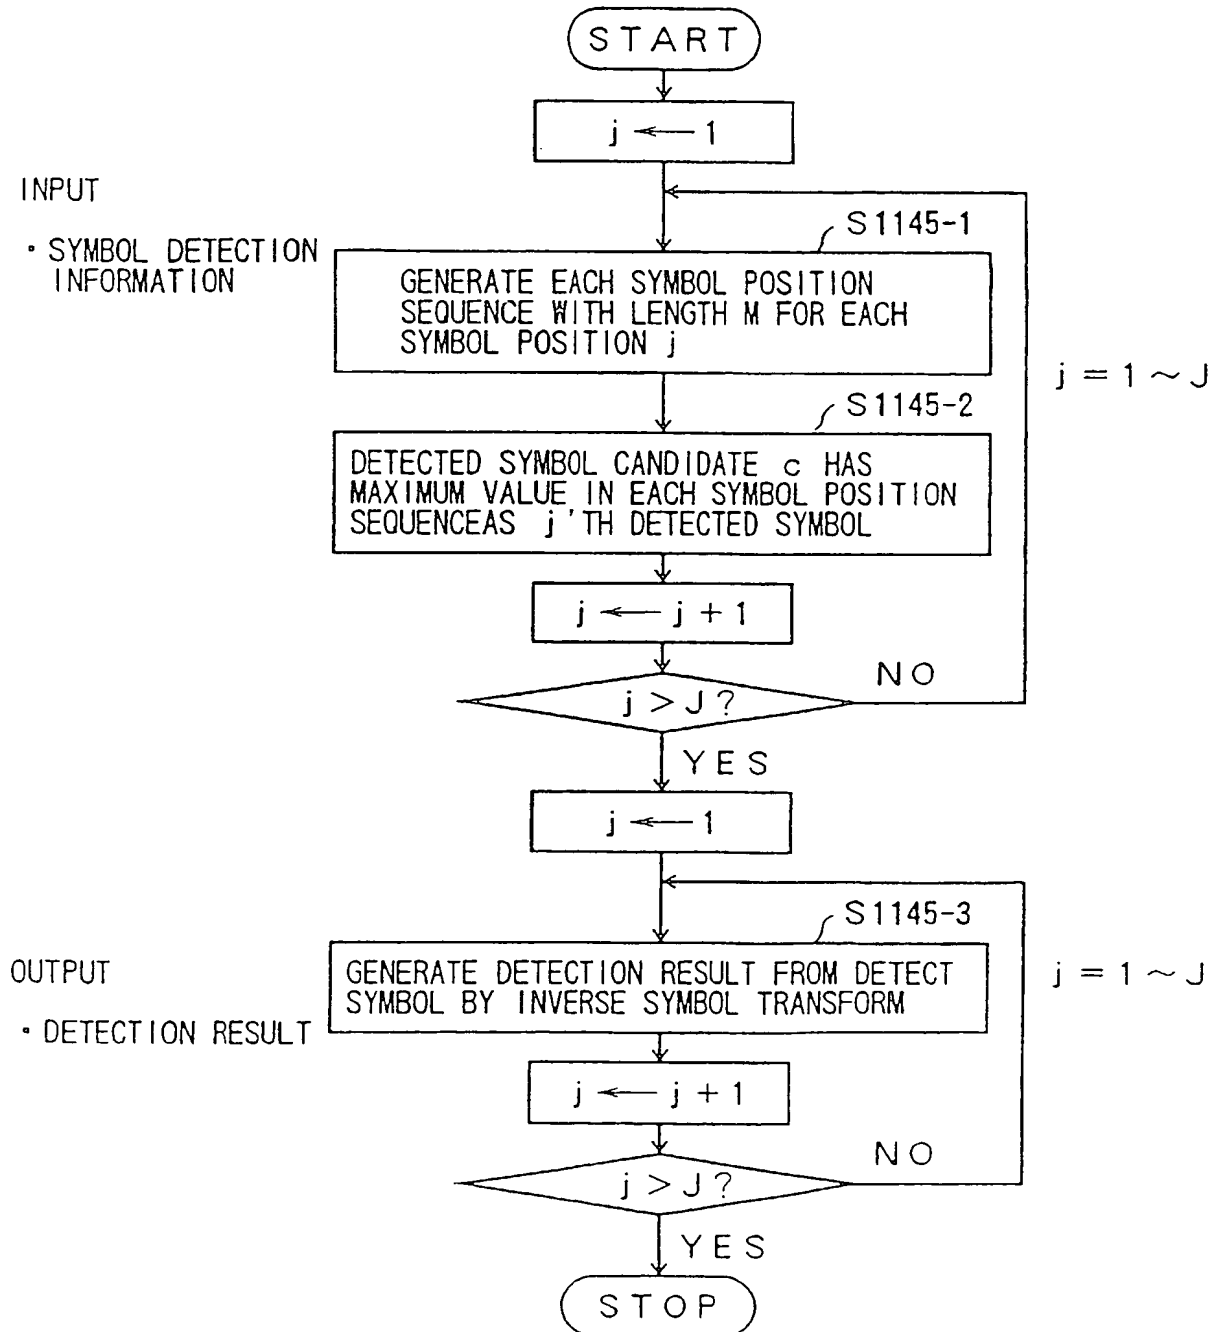 START
j ← 1
INPUT
・SYMBOL DETECTION
INFORMATION
S1145-1
GENERATE EACH SYMBOL POSITION
SEQUENCE WITH LENGTH M FOR EACH
SYMBOL POSITION j
j = 1 ~ J
S1145-2
DETECTED SYMBOL CANDIDATE c HAS
MAXIMUM VALUE IN EACH SYMBOL POSITION
SEQUENCEAS j'TH DETECTED SYMBOL
j ← j + 1
j > J ?
NO
YES
j ← 1
S1145-3
OUTPUT
・DETECTION RESULT
GENERATE DETECTION RESULT FROM DETECT
SYMBOL BY INVERSE SYMBOL TRANSFORM
j = 1 ~ J
j ← j + 1
j > J ?
NO
YES
STOP